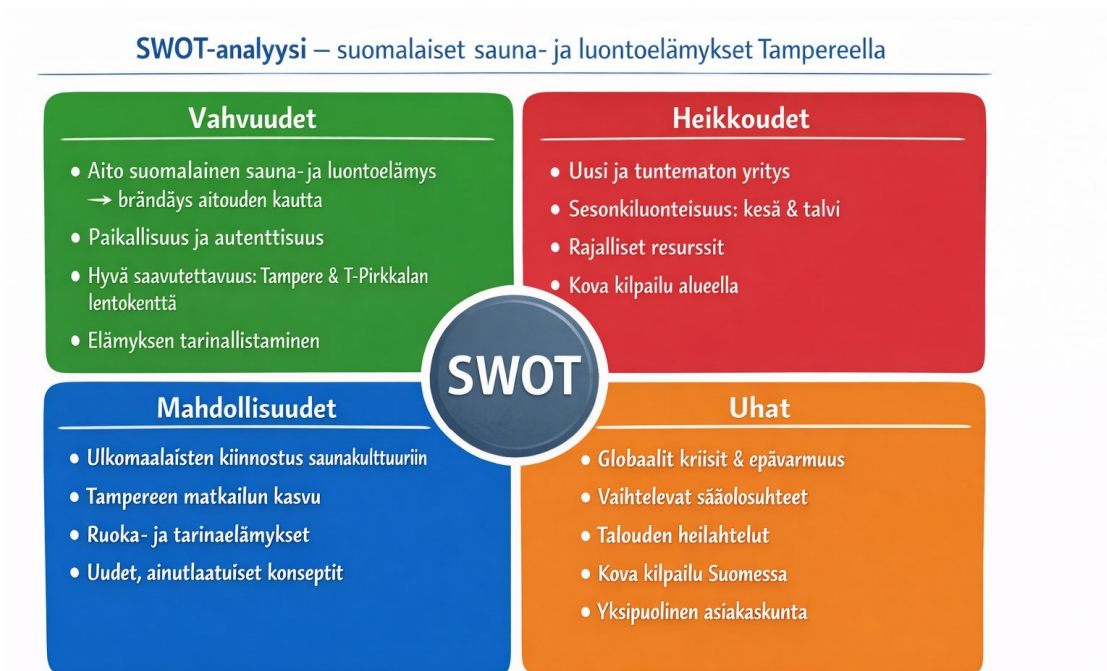 SWOT-analysi – suomalaiset sauna- ja luontoelämykset Tampereella
Vahvuudet
• Aito suomalainen sauna- ja luontoelämys
→ brändäys aitouden kautta
• Paikallisuus ja autenttisuus
• Hyvä saavutettavuus: Tampere & T-Pirkkalan
lentokenttä
• Elämyksen tarinallistaminen
Heikkoudet
• Uusi ja tuntematon yritys
• Sesonkiluonteisuus: kesä & talvi
• Rajalliset resurssit
• Kova kilpailu alueella
SWOT
Mahdollisuudet
• Ulkomaalaisten kiinnostus saunakulttuuriin
• Tampereen matkailun kasvu
• Ruoka- ja tarinaelämykset
• Uudet, ainutlaatuiset konseptit
Uhat
• Globaalit kriisit & epävarmuus
• Vaihtelevat sääolosuhteet
• Talouden heilahtelut
• Kova kilpailu Suomessa
• Yksipuolinen asiakaskunta